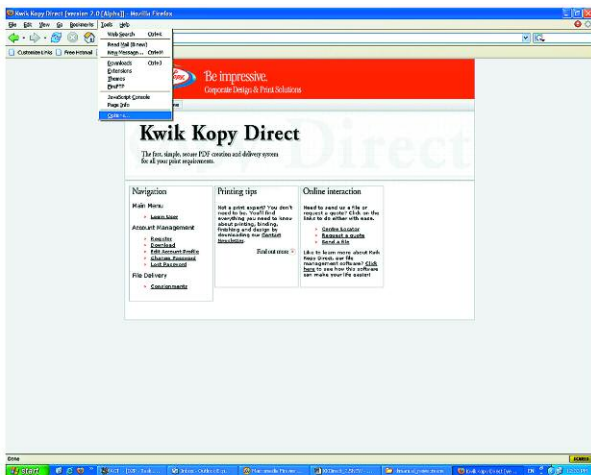 Kwik Kopy Direct [version 2.0 (Alpha)] - Mozilla Firefox
File Edit View Go Bookmarks Tools Help
Customize Links Free Hotmail
Web Search Ctrl+K
Read Mail (0 new)
New Message... Ctrl+M
Downloads Ctrl+J
Extensions
Themes
JavaScript Console
Page Info
Options...
Be impressive.
Corporate Design & Print Solutions
Kwik Kopy Direct
The fast, simple, secure PDF creation and delivery system
for all your print requirements.
Navigation
Main Menu
Login User
Account Management
Register
Download
Edit Account Profile
Change Password
Lost Password
File Delivery
Consignments
Printing tips
Not a print expert? You don't
need to be. You'll find
everything you need to know
about printing, binding,
finishing and design by
downloading our Contact
Newsletter.
Find out more
Online interaction
Need to send us a file or
request a quote? Click on the
links to do either with ease.
Centre Locator
Request a quote
Send a file
Like to learn more about Kwik
Kopy Direct, our file
management software? Click
here to see how this software
can make your life easier!
Done
start